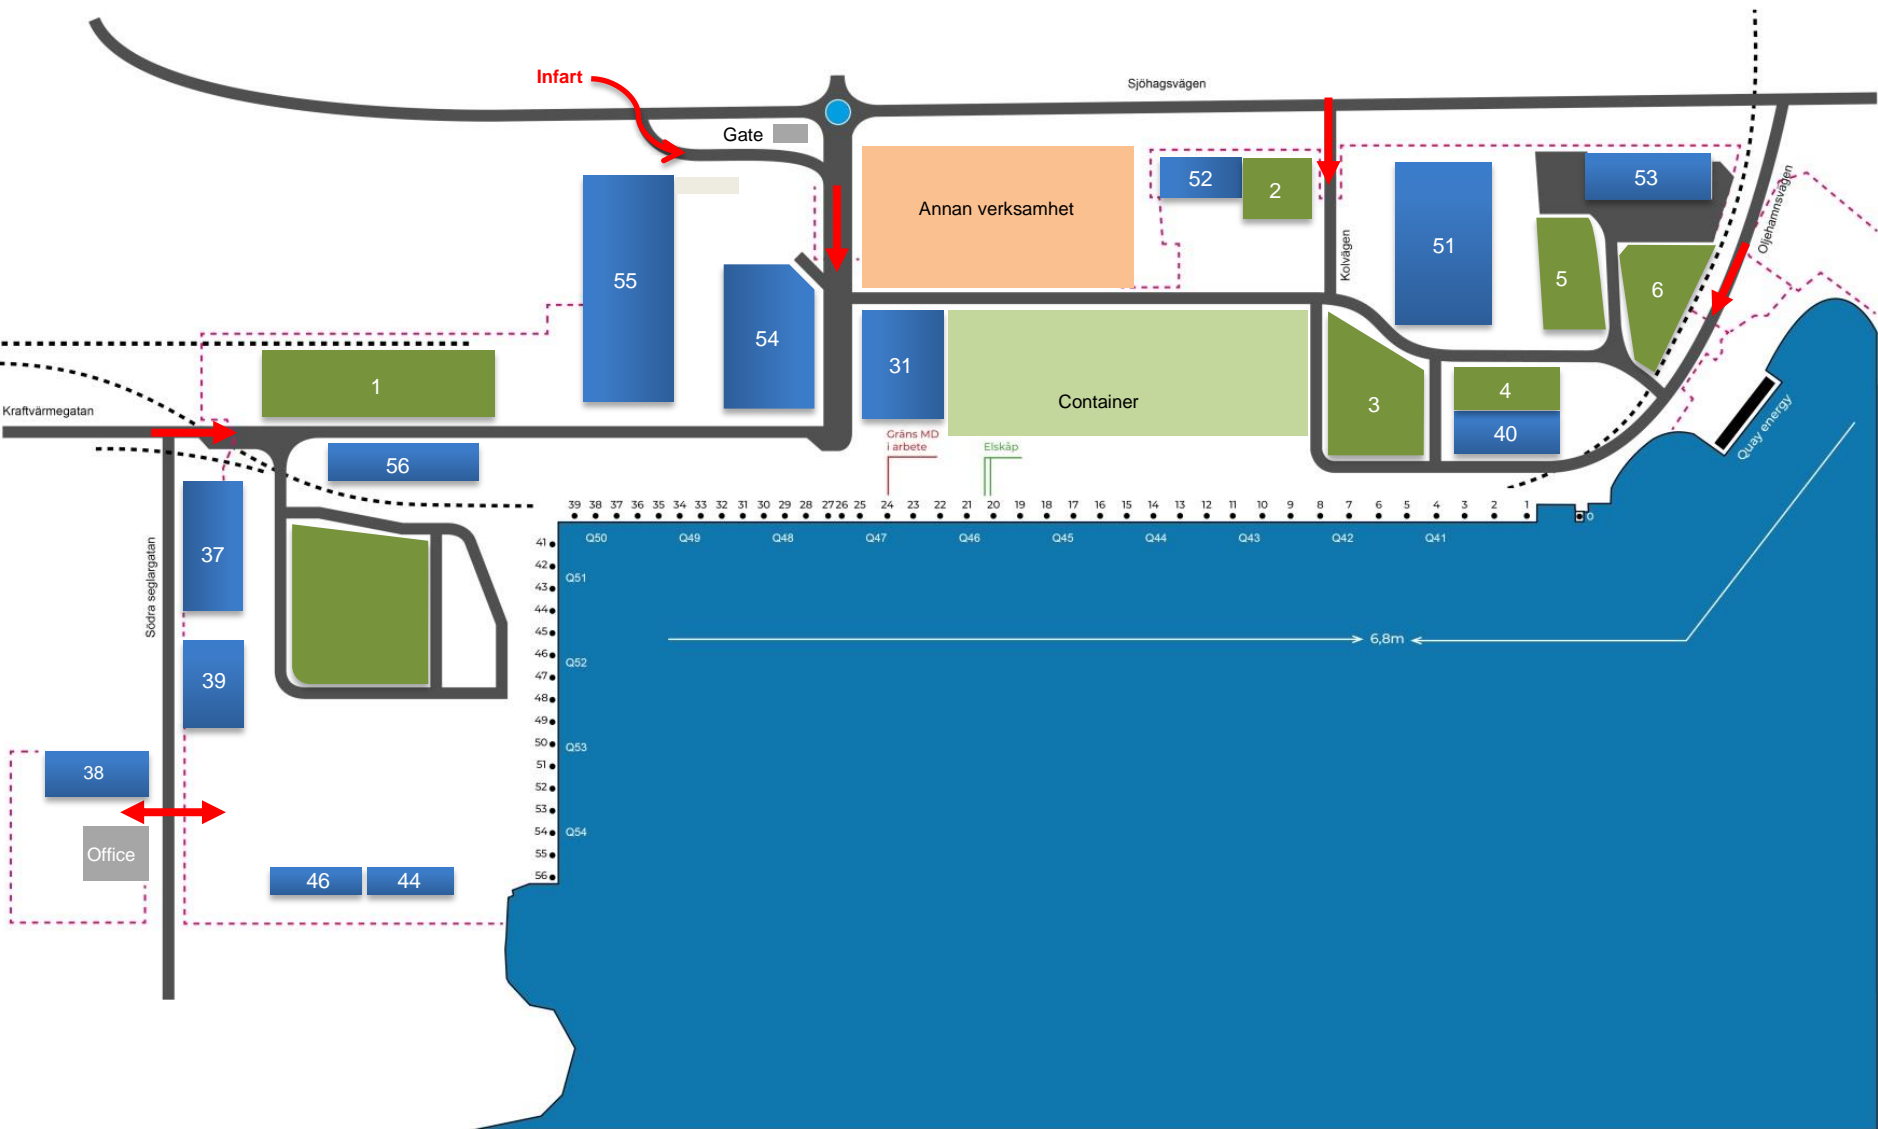 Infart
Sjöhagsvägen
Gate
Annan verksamhet
52
2
53
51
55
Kolvägen
Oljehamnsvägen
5
6
54
31
Container
1
3
4
40
Kraftvärmegatan
56
Gräns MD
i arbete
Elskåp
Quay energy
39 38 37 36 35 34 33 32 31 30 29 28 27 26 25 24 23 22 21 20 19 18 17 16 15 14 13 12 11 10 9 8 7 6 5 4 3 2 1 0
Q50 Q49 Q48 Q47 Q46 Q45 Q44 Q43 Q42 Q41
37
Södra seglargatan
41
42
Q51
43
44
45
46
Q52
47
48
49
50
Q53
51
52
53
54
Q54
55
56
6,8m
39
38
Office
46
44